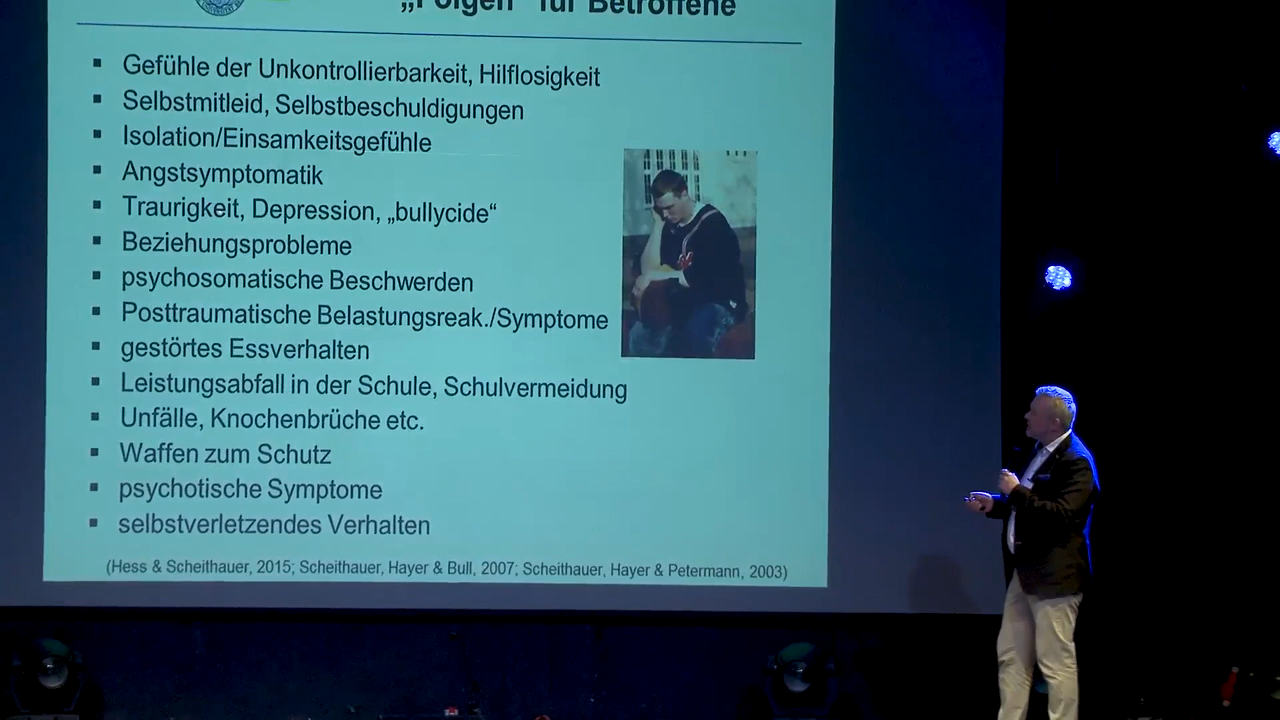 „Folgen“ für Betroffene
Gefühle der Unkontrollierbarkeit, Hilflosigkeit
Selbstmitleid, Selbstbeschuldigungen
Isolation/Einsamkeitsgefühle
Angstsymptomatik
Traurigkeit, Depression, „bullycide“
Beziehungsprobleme
psychosomatische Beschwerden
Posttraumatische Belastungsreak./Symptome
gestörtes Essverhalten
Leistungsabfall in der Schule, Schulvermeidung
Unfälle, Knochenbrüche etc.
Waffen zum Schutz
psychotische Symptome
selbstverletzendes Verhalten
(Hess & Scheithauer, 2015; Scheithauer, Hayer & Bull, 2007; Scheithauer, Hayer & Petermann, 2003)